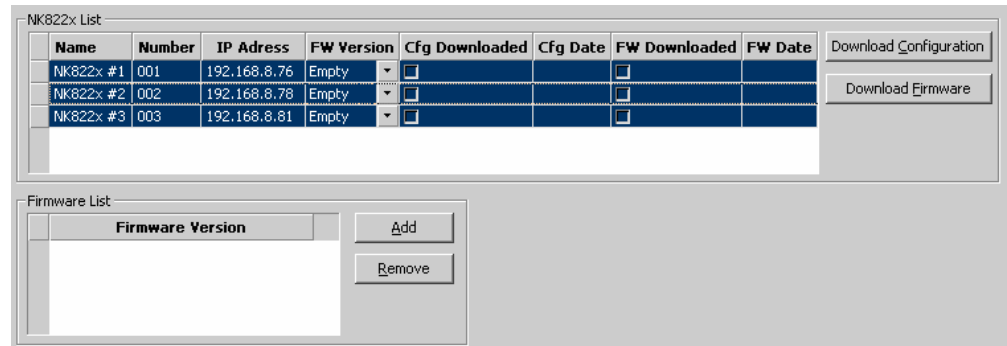 NK822x List
Name Number IP Adress FW Version Cfg Downloaded Cfg Date FW Downloaded FW Date
NK822x #1 001 192.168.8.76 Empty
NK822x #2 002 192.168.8.78 Empty
NK822x #3 003 192.168.8.81 Empty
Download Configuration
Download Firmware
Firmware List
Firmware Version
Add
Remove